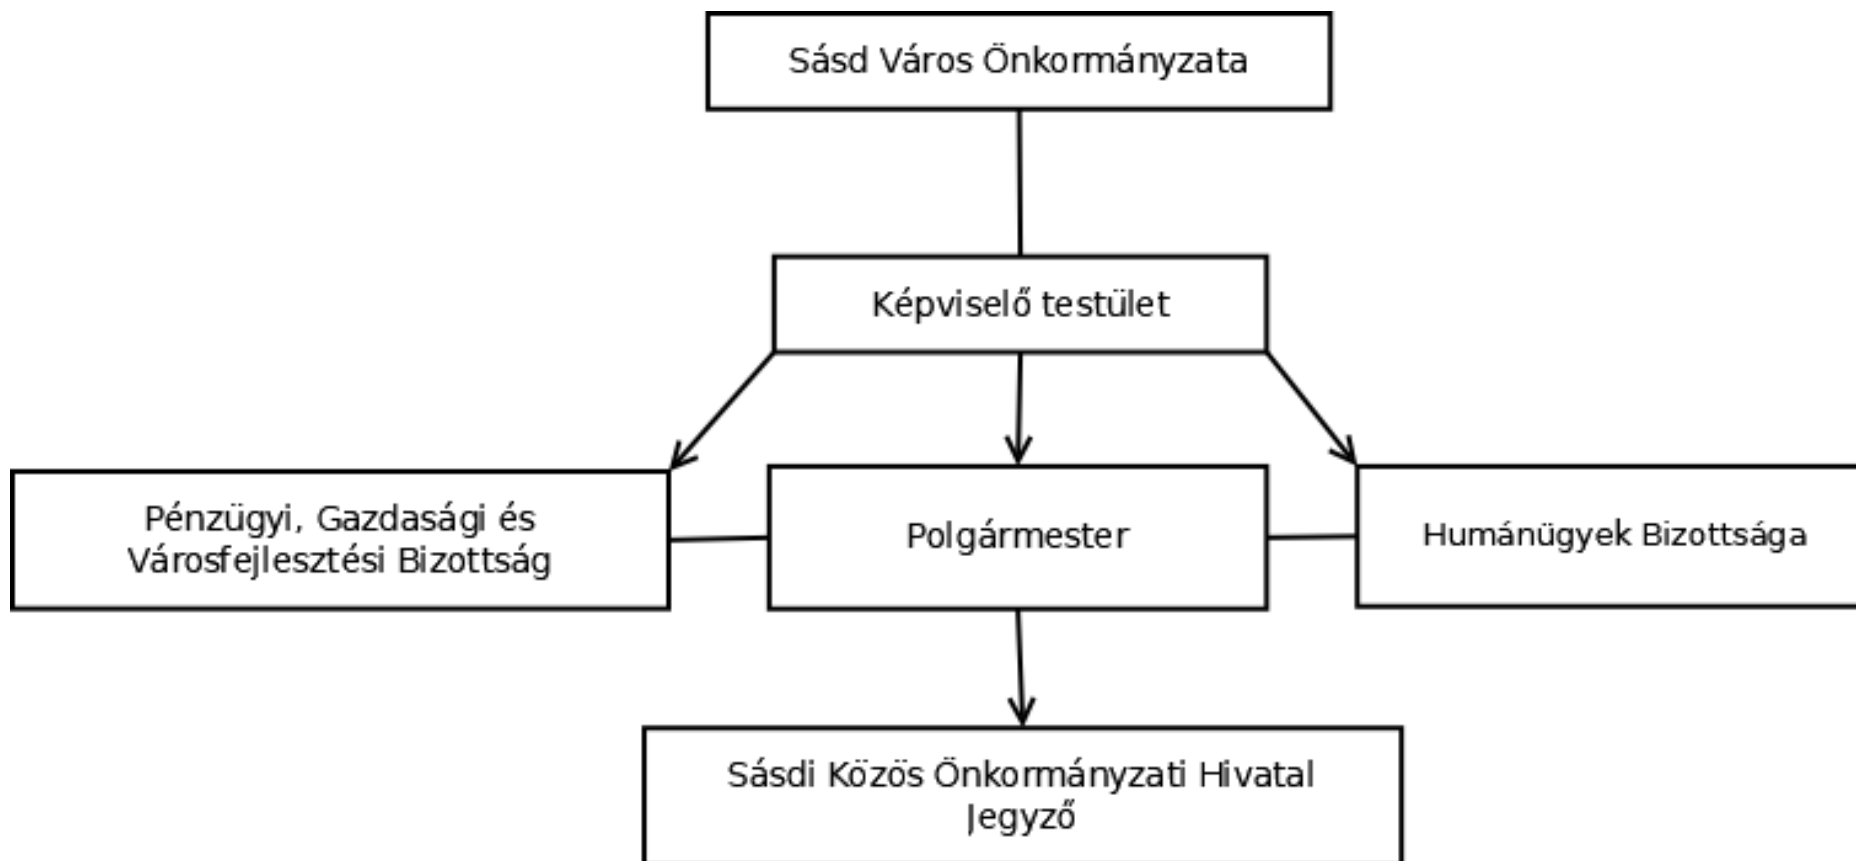 Sásd Város Önkormányzata
Képviselő testület
Pénzügyi, Gazdasági és
Városfejlesztési Bizottság
Polgármester
Humánügyek Bizottsága
Sásdi Közös Önkormányzati Hivatal
Jegyző